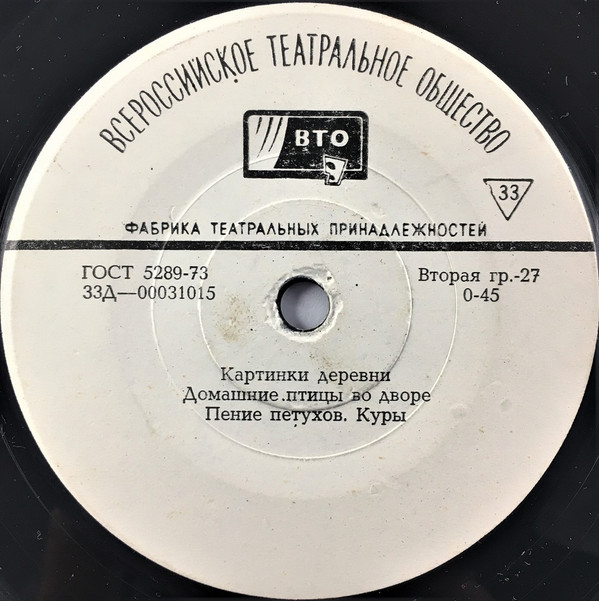 ВСЕРОССИЙСКОЕ ТЕАТРАЛЬНОЕ ОБЩЕСТВО
ВТО
33
ФАБРИКА ТЕАТРАЛЬНЫХ ПРИНАДЛЕЖНОСТЕЙ
ГОСТ 5289-73
33Д—00031015
Вторая гр.-27
0-45
Картинки деревни
Домашние птицы во дворе
Пение петухов. Куры